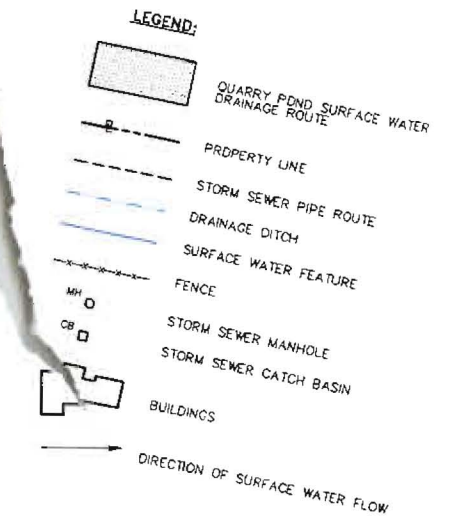 LEGEND:
QUARRY POND SURFACE WATER
DRAINAGE ROUTE
PROPERTY LINE
STORM SEWER PIPE ROUTE
DRAINAGE DITCH
SURFACE WATER FEATURE
FENCE
MH
STORM SEWER MANHOLE
CB
STORM SEWER CATCH BASIN
BUILDINGS
DIRECTION OF SURFACE WATER FLOW